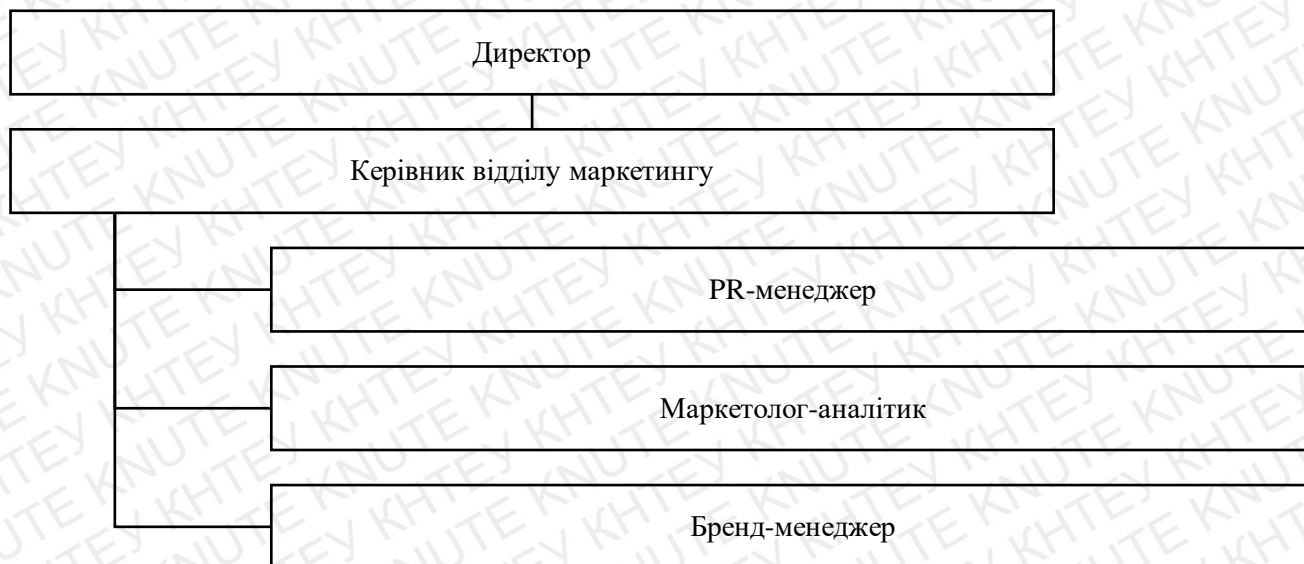 Директор
Керівник відділу маркетингу
PR-менеджер
Маркетолог-аналітик
Бренд-менеджер